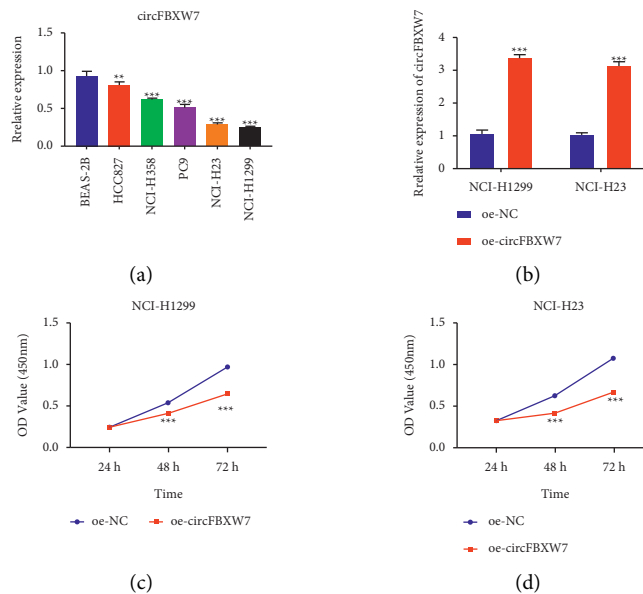 circFBXW7
Rrelative expression
1.5
1.0
0.5
0.0
** *** *** *** ***
BEAS-2B HCC827 NCI-H358 PC9 NCI-H23 NCI-H1299
(a)
Rrelative expression of circFBXW7
4
3
2
1
0
*** ***
NCI-H1299 NCI-H23
oe-NC
oe-circFBXW7
(b)
NCI-H1299
OD Value (450nm)
1.5
1.0
0.5
0.0
*** ***
24 h 48 h 72 h
Time
oe-NC oe-circFBXW7
(c)
NCI-H23
OD Value (450nm)
1.5
1.0
0.5
0.0
*** ***
24 h 48 h 72 h
Time
oe-NC
oe-circFBXW7
(d)